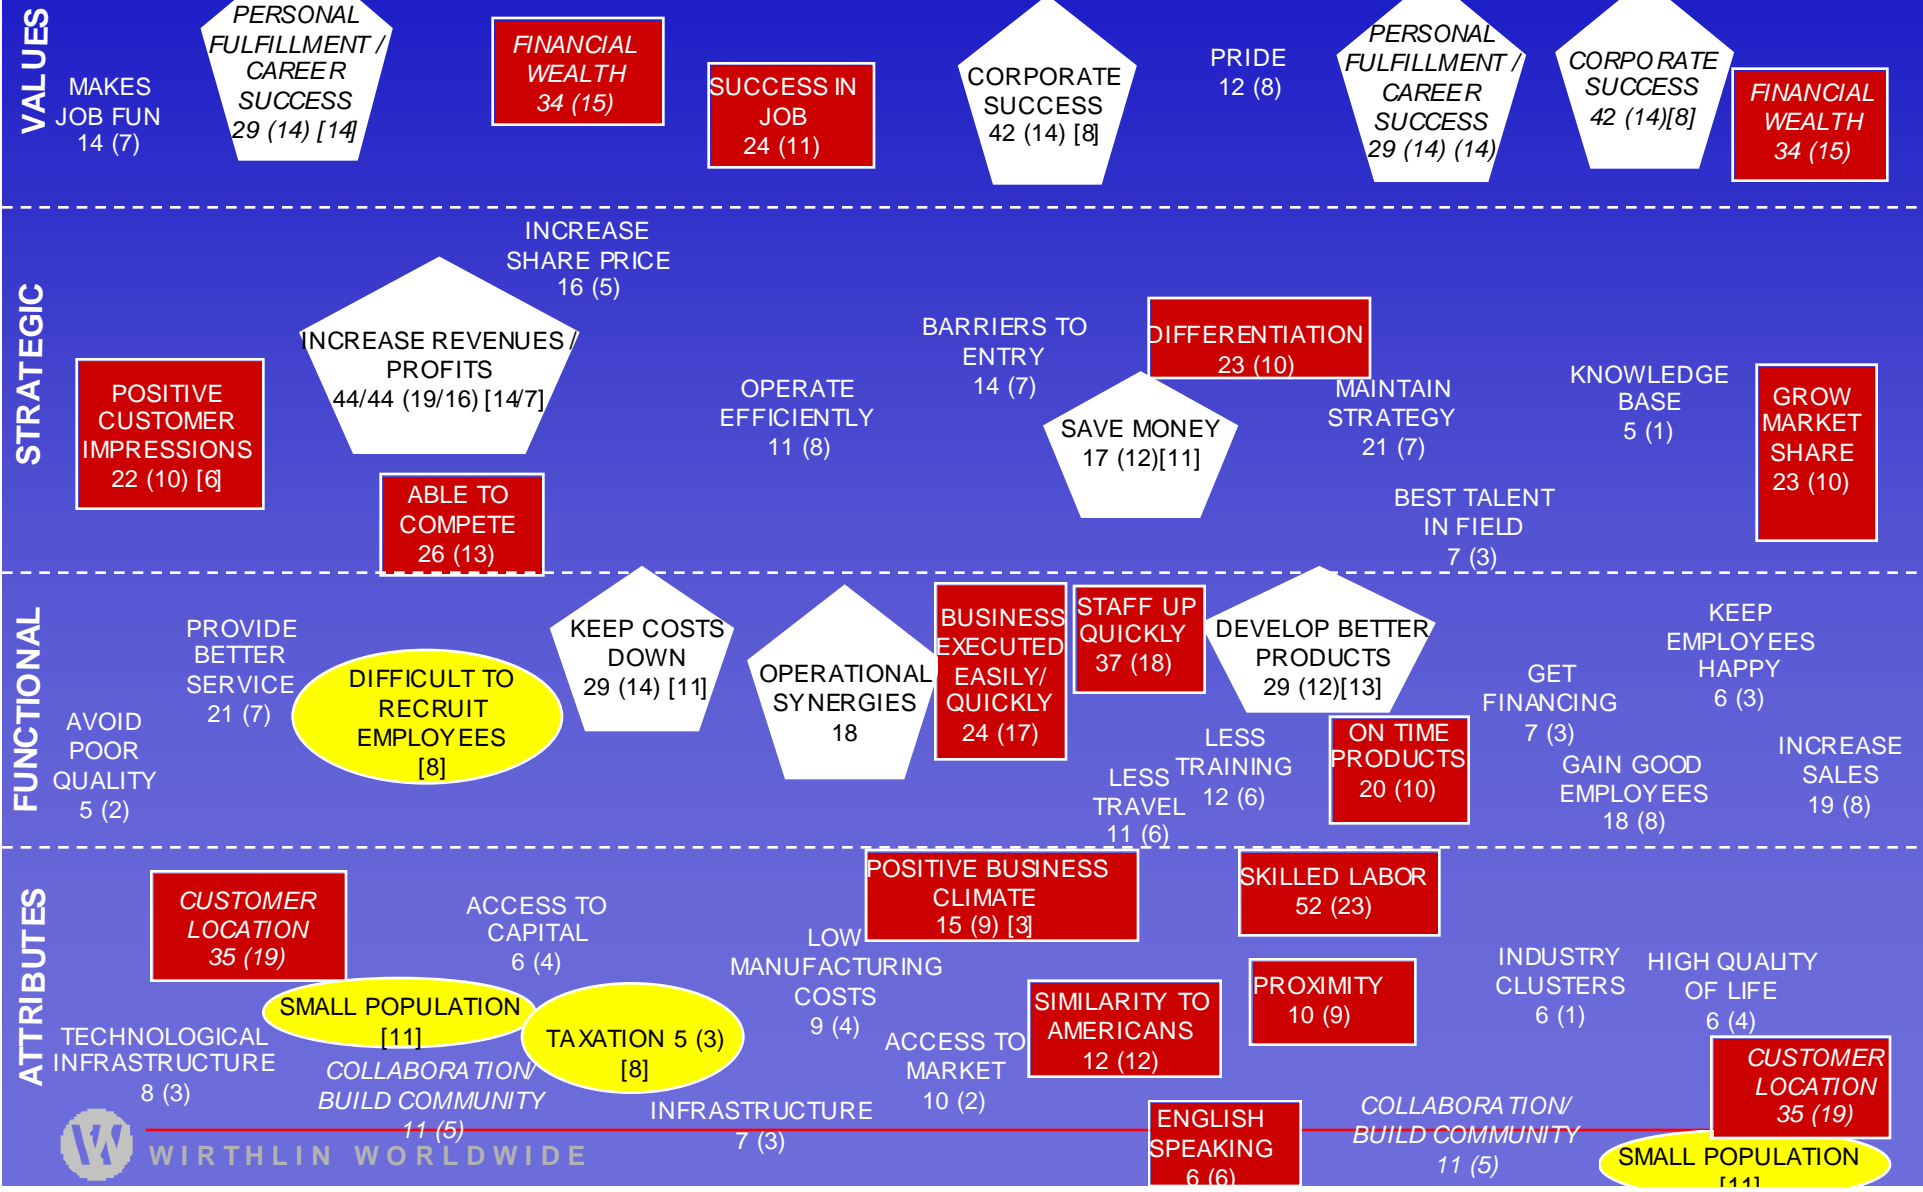 VALUES
MAKES
JOB FUN
14 (7)
PERSONAL
FULFILLMENT /
CAREER
SUCCESS
29 (14) [14]
FINANCIAL
WEALTH
34 (15)
SUCCESS IN
JOB
24 (11)
CORPORATE
SUCCESS
42 (14) [8]
PRIDE
12 (8)
PERSONAL
FULFILLMENT /
CAREER
SUCCESS
29 (14) (14)
CORPORATE
SUCCESS
42 (14)[8]
FINANCIAL
WEALTH
34 (15)
STRATEGIC
POSITIVE
CUSTOMER
IMPRESSIONS
22 (10) [6]
INCREASE REVENUES /
PROFITS
44/44 (19/16) [14/7]
INCREASE
SHARE PRICE
16 (5)
ABLE TO
COMPETE
26 (13)
OPERATE
EFFICIENTLY
11 (8)
BARRIERS TO
ENTRY
14 (7)
SAVE MONEY
17 (12)[11]
DIFFERENTIATION
23 (10)
MAINTAIN
STRATEGY
21 (7)
BEST TALENT
IN FIELD
7 (3)
KNOWLEDGE
BASE
5 (1)
GROW
MARKET
SHARE
23 (10)
FUNCTIONAL
AVOID
POOR
QUALITY
5 (2)
PROVIDE
BETTER
SERVICE
21 (7)
DIFFICULT TO
RECRUIT
EMPLOYEES
[8]
KEEP COSTS
DOWN
29 (14) [11]
OPERATIONAL
SYNERGIES
18
BUSINESS
EXECUTED
EASILY/
QUICKLY
24 (17)
STAFF UP
QUICKLY
37 (18)
LESS
TRAVEL
11 (6)
LESS
TRAINING
12 (6)
DEVELOP BETTER
PRODUCTS
29 (12)[13]
ON TIME
PRODUCTS
20 (10)
GET
FINANCING
7 (3)
GAIN GOOD
EMPLOYEES
18 (8)
KEEP
EMPLOYEES
HAPPY
6 (3)
INCREASE
SALES
19 (8)
ATTRIBUTES
CUSTOMER
LOCATION
35 (19)
TECHNOLOGICAL
INFRASTRUCTURE
8 (3)
SMALL POPULATION
[11]
COLLABORATION/
BUILD COMMUNITY
11 (5)
ACCESS TO
CAPITAL
6 (4)
TAXATION 5 (3)
[8]
INFRASTRUCTURE
7 (3)
LOW
MANUFACTURING
COSTS
9 (4)
POSITIVE BUSINESS
CLIMATE
15 (9) [3]
ACCESS TO
MARKET
10 (2)
SIMILARITY TO
AMERICANS
12 (12)
SKILLED LABOR
52 (23)
PROXIMITY
10 (9)
ENGLISH
SPEAKING
6 (6)
COLLABORATION/
BUILD COMMUNITY
11 (5)
INDUSTRY
CLUSTERS
6 (1)
HIGH QUALITY
OF LIFE
6 (4)
CUSTOMER
LOCATION
35 (19)
SMALL POPULATION
[11]
W
WIRTHLIN WORLDWIDE